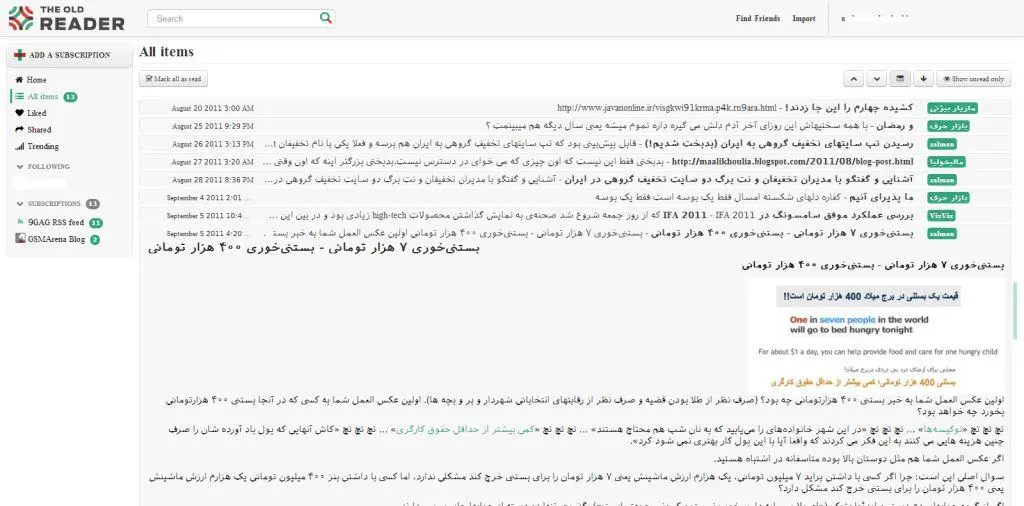 THE OLD
READER
Search
Find Friends
Import
ADD A SUBSCRIPTION
Home
All items 13
Liked
Shared
Trending
FOLLOWING
SUBSCRIPTIONS 13
9GAG RSS feed 11
GSMArena Blog 2
All items
Mark all as read
Show unread only
مازیار بیژنی کشیده چهارم را این جا زدند! - http://www.javanonline.ir/visgkwi91krma.p4k.rn9ara.html August 20 2011 3:00 AM
بازار حرف و رمضان - با همه سختیهاش این روزای آخر آدم دلش می گیره داره تموم میشه یعنی سال دیگه هم میبینمت ؟ August 25 2011 9:29 PM
salman رسیدن تب سایتهای تخفیف گروهی به ایران (بدبخت شدیم!) - قابل پیش‌بینی بود که تپ سایتهای تخفیف گروهی به ایران هم برسه و فعلا یکی با نام تخفیفان t... August 26 2011 3:13 PM
مالیخولیا http://maalikhoulia.blogspot.com/2011/08/blog-post.html - بدبختی فقط این نیست که اون چیزی که می خوای در دسترس نیست،بدبختی بزرگتر اینه که اون وقتی ... August 27 2011 3:20 AM
salman آشنایی و گفتگو با مدیران تخفیفان و نت برگ دو سایت تخفیف گروهی در ایران - آشنایی و گفتگو با مدیران تخفیفان و نت برگ دو سایت تخفیف گروهی در... August 28 2011 8:36 PM
بازار حرف ما پذیرای آنیم - کفاره دلهای شکسته امسال فقط یک بوسه است فقط یک بوسه September 4 2011 2:01 ...
VizViz بررسی عملکرد موفق سامسونگ در IFA 2011 - IFA 2011 که از روز جمعه شروع شد صحنه‌ی به نمایش گذاشتن محصولات high-tech زیادی بود و در بین این ... September 5 2011 10:4...
salman بستنی‌خوری ۷ هزار تومانی - بستنی‌خوری ۴۰۰ هزار تومانی - بستنی‌خوری ۷ هزار تومانی - بستنی‌خوری ۴۰۰ هزار تومانی اولین عکس العمل شما به خبر بستنی ... September 5 2011 4:20 ...
بستنی‌خوری ۷ هزار تومانی - بستنی‌خوری ۴۰۰ هزار تومانی
بستنی‌خوری ۷ هزار تومانی - بستنی‌خوری ۴۰۰ هزار تومانی
قیمت یک بستنی در برج میلاد 400 هزار تومان است!!
One in seven people in the world
will go to bed hungry tonight
For about $1 a day, you can help provide food and care for one hungry child
بستنی 400 هزار تومانی؛ کمی بیشتر از حداقل حقوق کارگری
اولین عکس العمل شما به خبر بستنی ۴۰۰ هزارتومانی چه بود؟ (صرف نظر از طلا بودن قضیه و صرف نظر از رقابتهای انتخاباتی شهردار و بر و بچه ها). اولین عکس العمل شما به کسی که در آنجا بستنی ۴۰۰ هزارتومانی
بخورد چه خواهد بود؟
نچ نچ نچ «نوکیسه‌ها» ... نچ نچ نچ «در این شهر خانواده‌های را می‌یابید که به نان شب هم محتاج هستند» ... نچ نچ نچ «کمی بیشتر از حداقل حقوق کارگری» ... نچ نچ نچ «کاش آنهایی که پول باد آورده شان را صرف
چنین هزینه هایی می کنند به این فکر می کردند که واقعا آیا با این پول کار بهتری نمی شود کرد».
اگر عکس العمل شما هم مثل دوستان بالا بوده متاسفانه در اشتباه هستید.
سوال اصلی این است: چرا اگر کسی با داشتن پراید ۷ میلیون تومانی، یک هزارم ارزش ماشینش یعنی ۷ هزار تومان را برای بستنی خرج کند مشکلی ندارد، اما کسی با داشتن بنز ۴۰۰ میلیون تومانی یک هزارم ارزش ماشینش
یعنی ۴۰۰ هزار تومان را برای بستنی خرج کند مشکل دارد؟